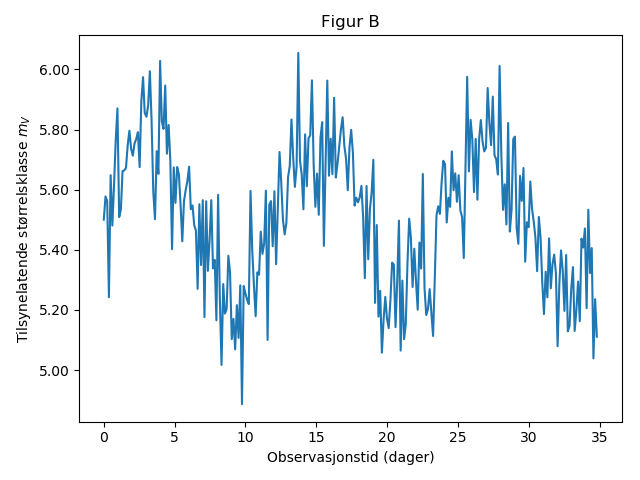 Figur B
Tilsynelatende størrelsklasse m_V
6.00
5.80
5.60
5.40
5.20
5.00
0 5 10 15 20 25 30 35
Observasjonstid (dager)